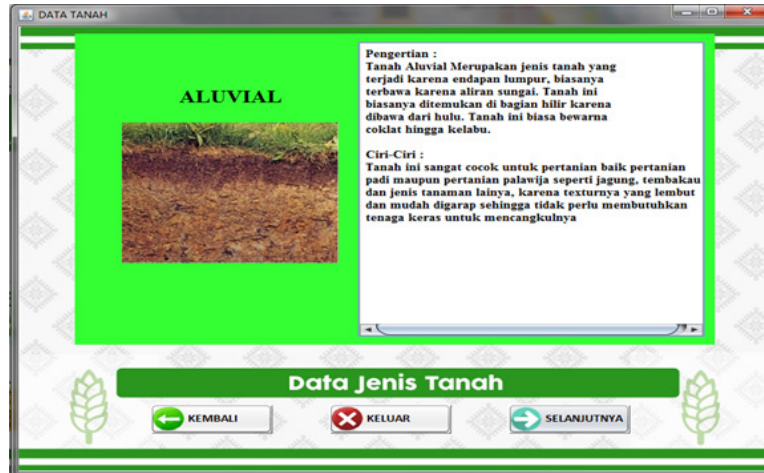 DATA TANAH
ALUVIAL
Pengertian :
Tanah Aluvial Merupakan jenis tanah yang
terjadi karena endapan lumpur, biasanya
terbawa karena aliran sungai. Tanah ini
biasanya ditemukan di bagian hilir karena
dibawa dari hulu. Tanah ini biasa bewarna
coklat hingga kelabu.
Ciri-Ciri :
Tanah ini sangat cocok untuk pertanian baik pertanian
padi maupun pertanian palawija seperti jagung, tembakau
dan jenis tanaman lainya, karena texturnya yang lembut
dan mudah digarap sehingga tidak perlu membutuhkan
tenaga keras untuk mencangkulnya
Data Jenis Tanah
KEMBALI
KELUAR
SELANJUTNYA